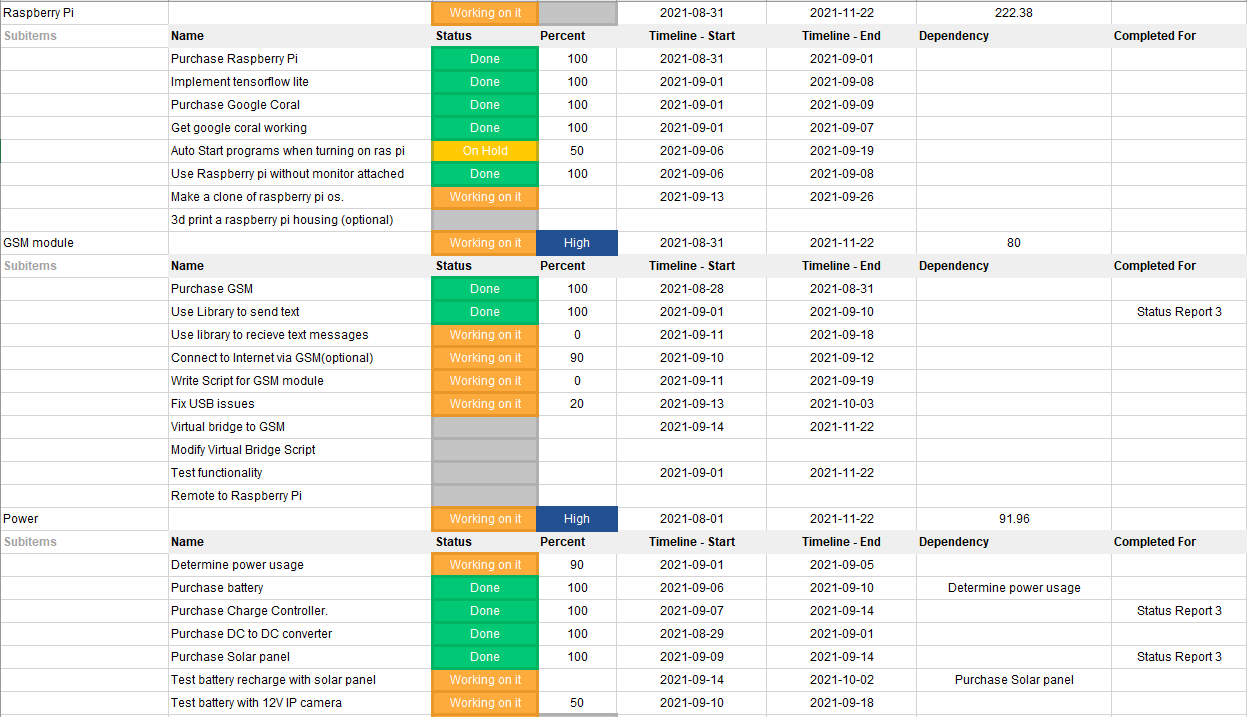 Raspberry Pi Working on it 2021-08-31 2021-11-22 222.38
Subitems Name Status Percent Timeline - Start Timeline - End Dependency Completed For
Purchase Raspberry Pi Done 100 2021-08-31 2021-09-01
Implement tensorflow lite Done 100 2021-09-01 2021-09-08
Purchase Google Coral Done 100 2021-09-01 2021-09-09
Get google coral working Done 100 2021-09-01 2021-09-07
Auto Start programs when turning on ras pi On Hold 50 2021-09-06 2021-09-19
Use Raspberry pi without monitor attached Done 100 2021-09-06 2021-09-08
Make a clone of raspberry pi os. Working on it 2021-09-13 2021-09-26
3d print a raspberry pi housing (optional)
GSM module Working on it High 2021-08-31 2021-11-22 80
Subitems Name Status Percent Timeline - Start Timeline - End Dependency Completed For
Purchase GSM Done 100 2021-08-28 2021-08-31
Use Library to send text Done 100 2021-09-01 2021-09-10 Status Report 3
Use library to recieve text messages Working on it 0 2021-09-11 2021-09-18
Connect to Internet via GSM(optional) Working on it 90 2021-09-10 2021-09-12
Write Script for GSM module Working on it 0 2021-09-11 2021-09-19
Fix USB issues Working on it 20 2021-09-13 2021-10-03
Virtual bridge to GSM 2021-09-14 2021-11-22
Modify Virtual Bridge Script
Test functionality 2021-09-01 2021-11-22
Remote to Raspberry Pi
Power Working on it High 2021-08-01 2021-11-22 91.96
Subitems Name Status Percent Timeline - Start Timeline - End Dependency Completed For
Determine power usage Working on it 90 2021-09-01 2021-09-05
Purchase battery Done 100 2021-09-06 2021-09-10 Determine power usage
Purchase Charge Controller. Done 100 2021-09-07 2021-09-14 Status Report 3
Purchase DC to DC converter Done 100 2021-08-29 2021-09-01
Purchase Solar panel Done 100 2021-09-09 2021-09-14 Status Report 3
Test battery recharge with solar panel Working on it 2021-09-14 2021-10-02 Purchase Solar panel
Test battery with 12V IP camera Working on it 50 2021-09-10 2021-09-18